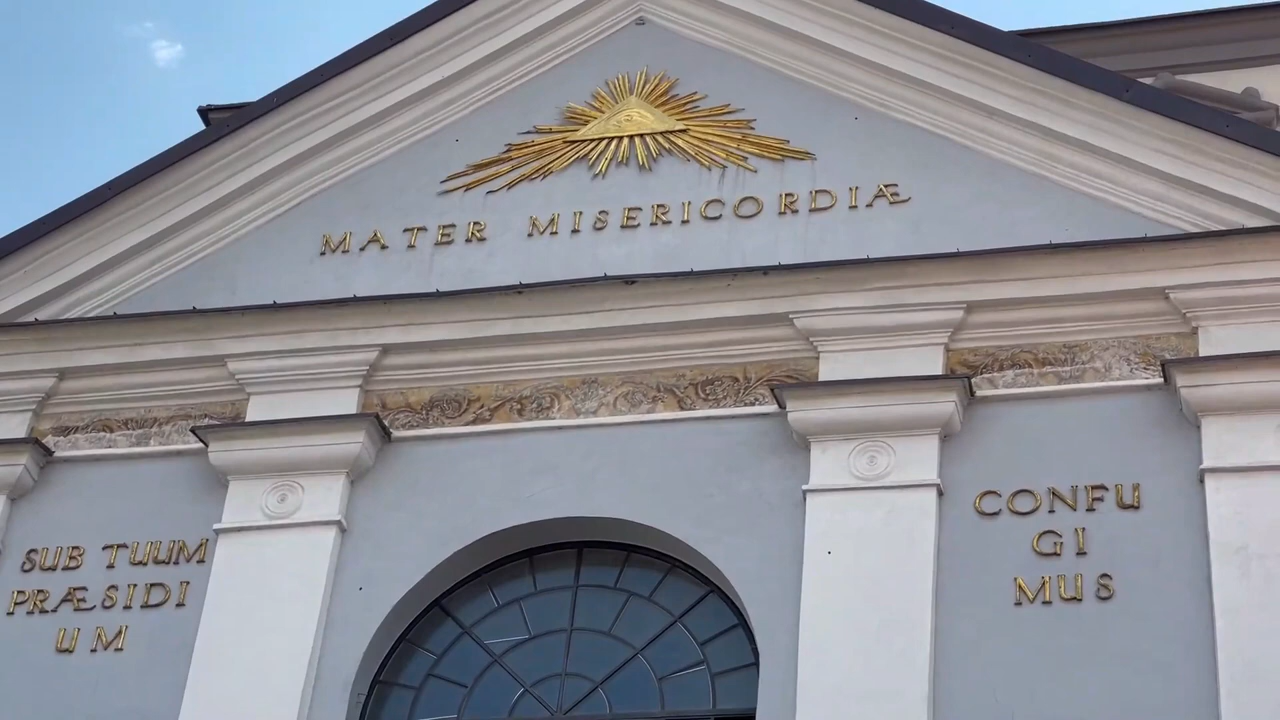 MATER MISERICORDIÆ
SUB TUUM
PRÆSIDI
UM
CONFU
GI
MUS